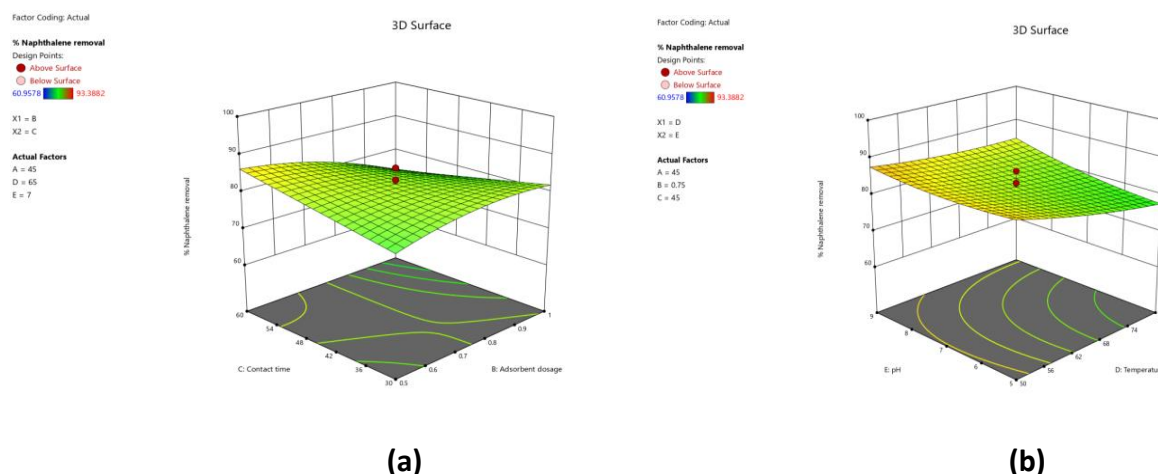 Factor Coding: Actual
3D Surface
% Naphthalene removal
Design Points:
Above Surface
Below Surface
60.9578 93.3882
X1 = B
X2 = C
Actual Factors
A = 45
D = 65
E = 7
% Naphthalene removal
100
90
80
70
60
60
54
48
42
36
30
0.5
0.6
0.7
0.8
0.9
1
C: Contact time
B: Adsorbent dosage
(a)
Factor Coding: Actual
3D Surface
% Naphthalene removal
Design Points:
Above Surface
Below Surface
60.9578 93.3882
X1 = D
X2 = E
Actual Factors
A = 45
B = 0.75
C = 45
% Naphthalene removal
100
90
80
70
60
9
8
7
6
5
50
56
62
68
74
E: pH
D: Temperatu
(b)